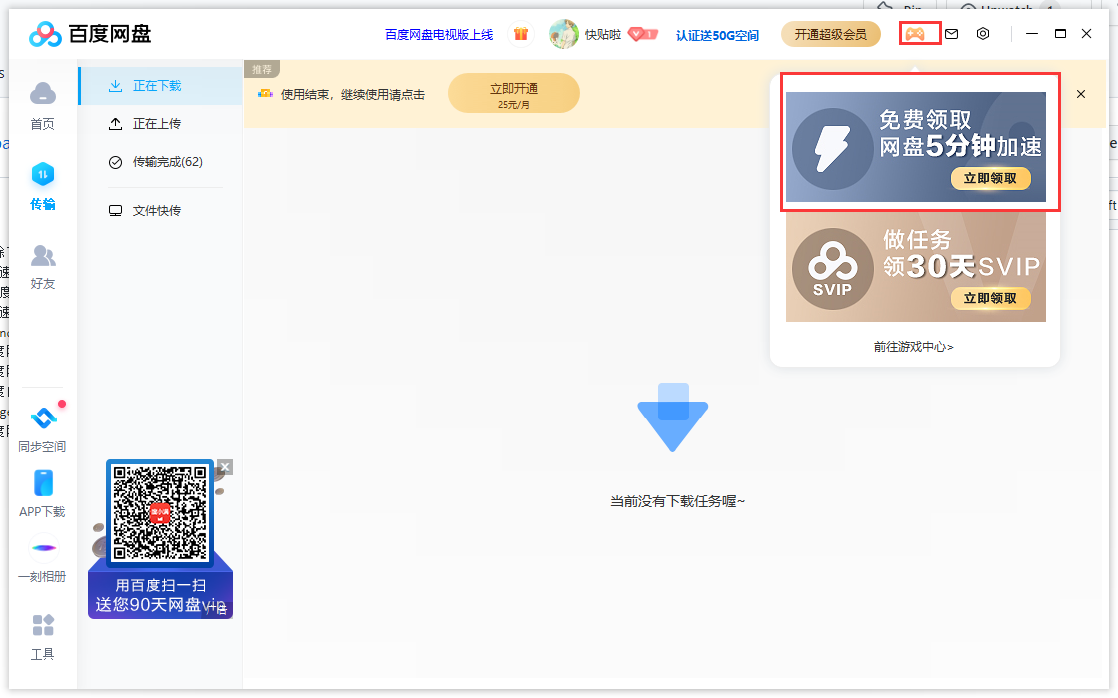 百度网盘
百度网盘电视版上线
快贴啦
1
认证送50G空间
开通超级会员
首页
传输
好友
同步空间
APP下载
一刻相册
工具
正在下载
正在上传
传输完成(62)
文件快传
推荐
使用结束，继续使用请点击
立即开通
25元/月
免费领取
网盘5分钟加速
立即领取
做任务
领30天SVIP
SVIP
立即领取
前往游戏中心>
当前没有下载任务喔~
用百度扫一扫
送您90天网盘vip
广告